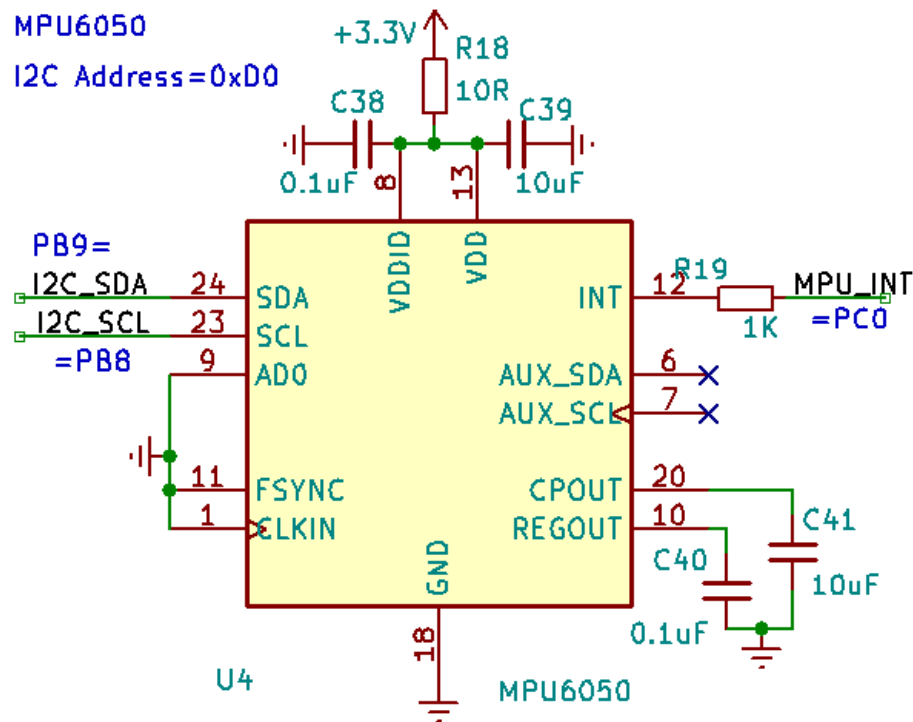 MPU6050
I2C Address=0xD0
+3.3V
R18
10R
C38
0.1uF
C39
10uF
8
13
VDDIO
VDD
PB9=
I2C_SDA
24
SDA
I2C_SCL
23
SCL
=PB8
9
AD0
11
FSYNC
1
CLKIN
INT
12
R19
1K
MPU_INT
=PC0
AUX_SDA
6
AUX_SCL
7
CPOUT
20
REGOUT
10
C41
10uF
C40
0.1uF
GND
18
U4
MPU6050